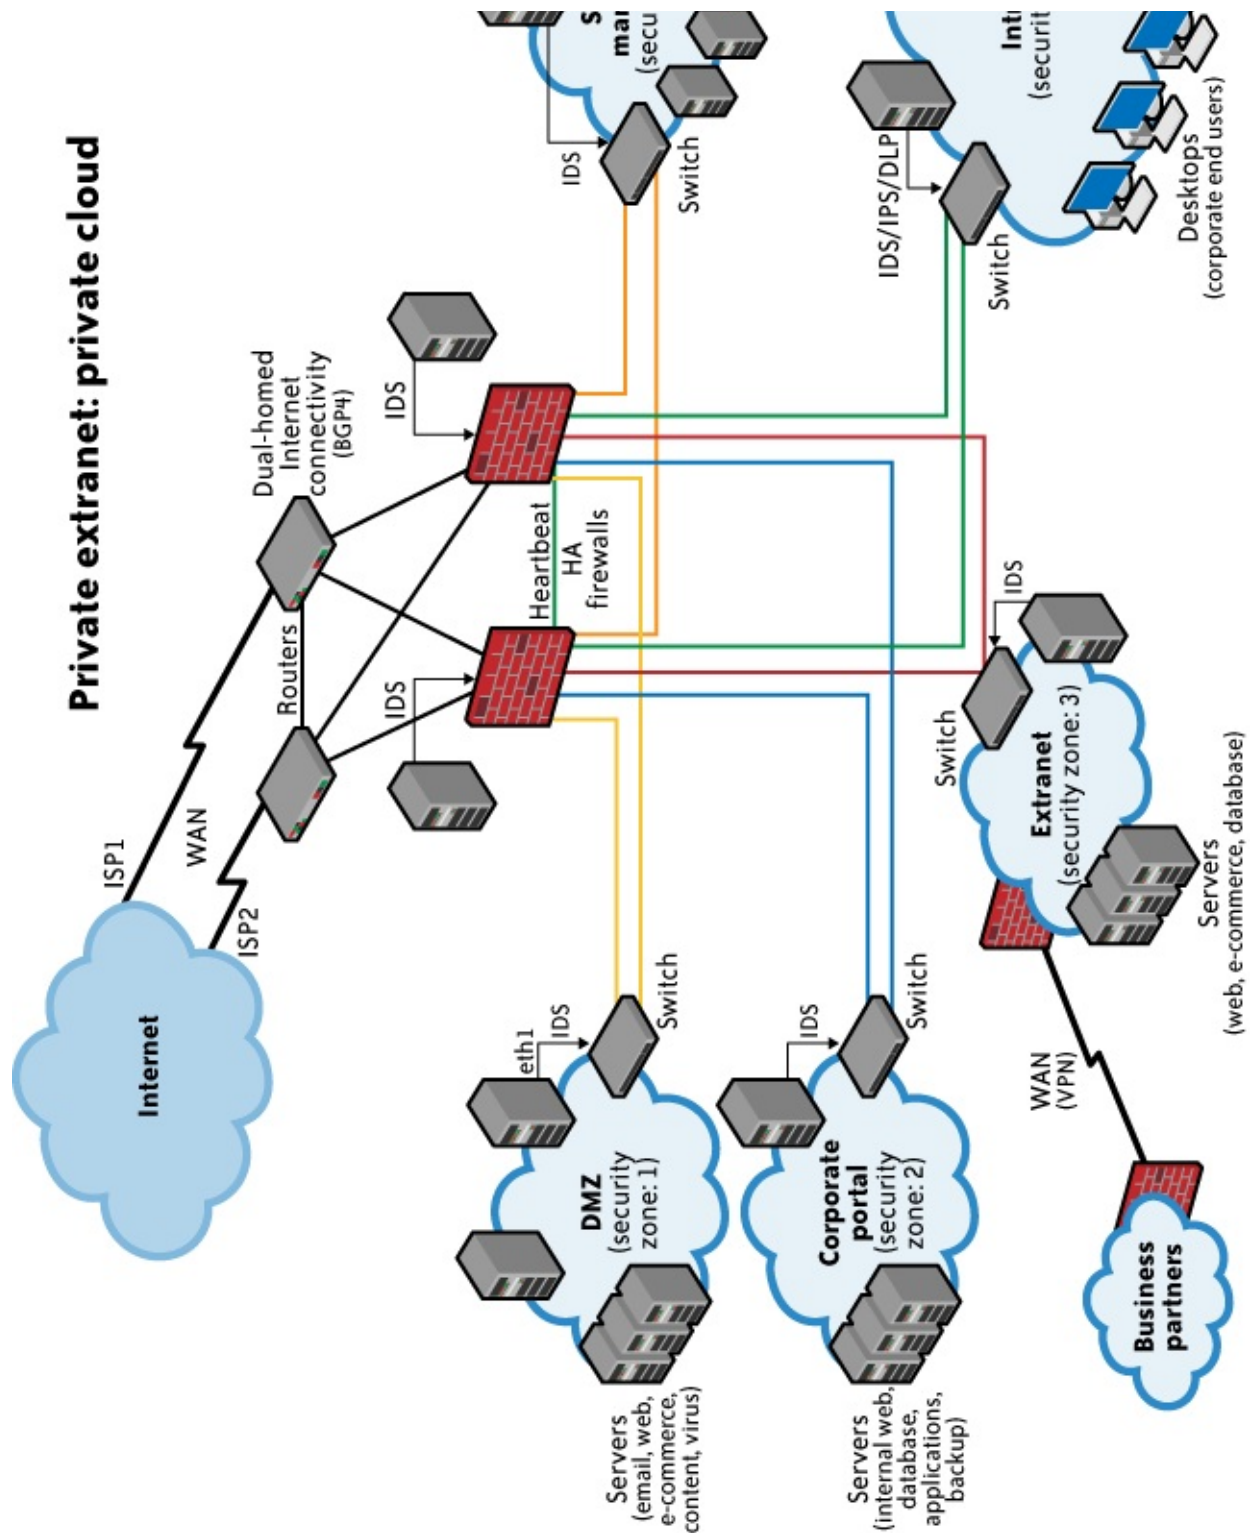 Private extranet: private cloud
Internet
ISP1
WAN
ISP2
Routers
Dual-homed
Internet
connectivity
(BGP4)
IDS
IDS
Heartbeat
HA
firewalls
eth1
IDS
Switch
DMZ
(security
zone: 1)
Servers
(email, web,
e-commerce,
content, virus)
IDS
Switch
Corporate
portal
(security
zone: 2)
Servers
(internal web,
database,
applications,
backup)
IDS
Switch
Extranet
(security zone: 3)
Servers
(web, e-commerce, database)
WAN
(VPN)
Business
partners
IDS
Switch
IDS/IPS/DLP
Switch
Desktops
(corporate end users)